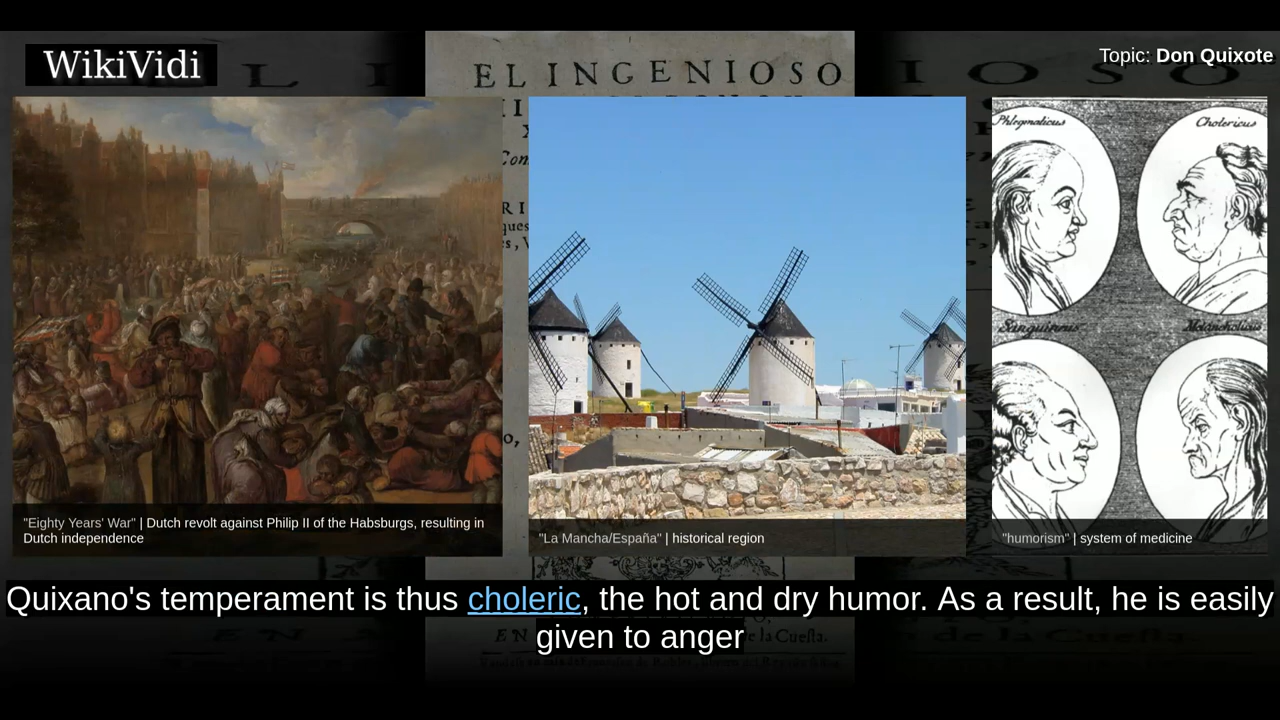 WikiVidi
Topic: Don Quixote
EL INGENIOSO
Phlegmaticus
Cholericus
Sanguineus
Melancholicus
"Eighty Years' War" | Dutch revolt against Philip II of the Habsburgs, resulting in
Dutch independence
"La Mancha/España" | historical region
"humorism" | system of medicine
Quixano's temperament is thus choleric, the hot and dry humor. As a result, he is easily
given to anger